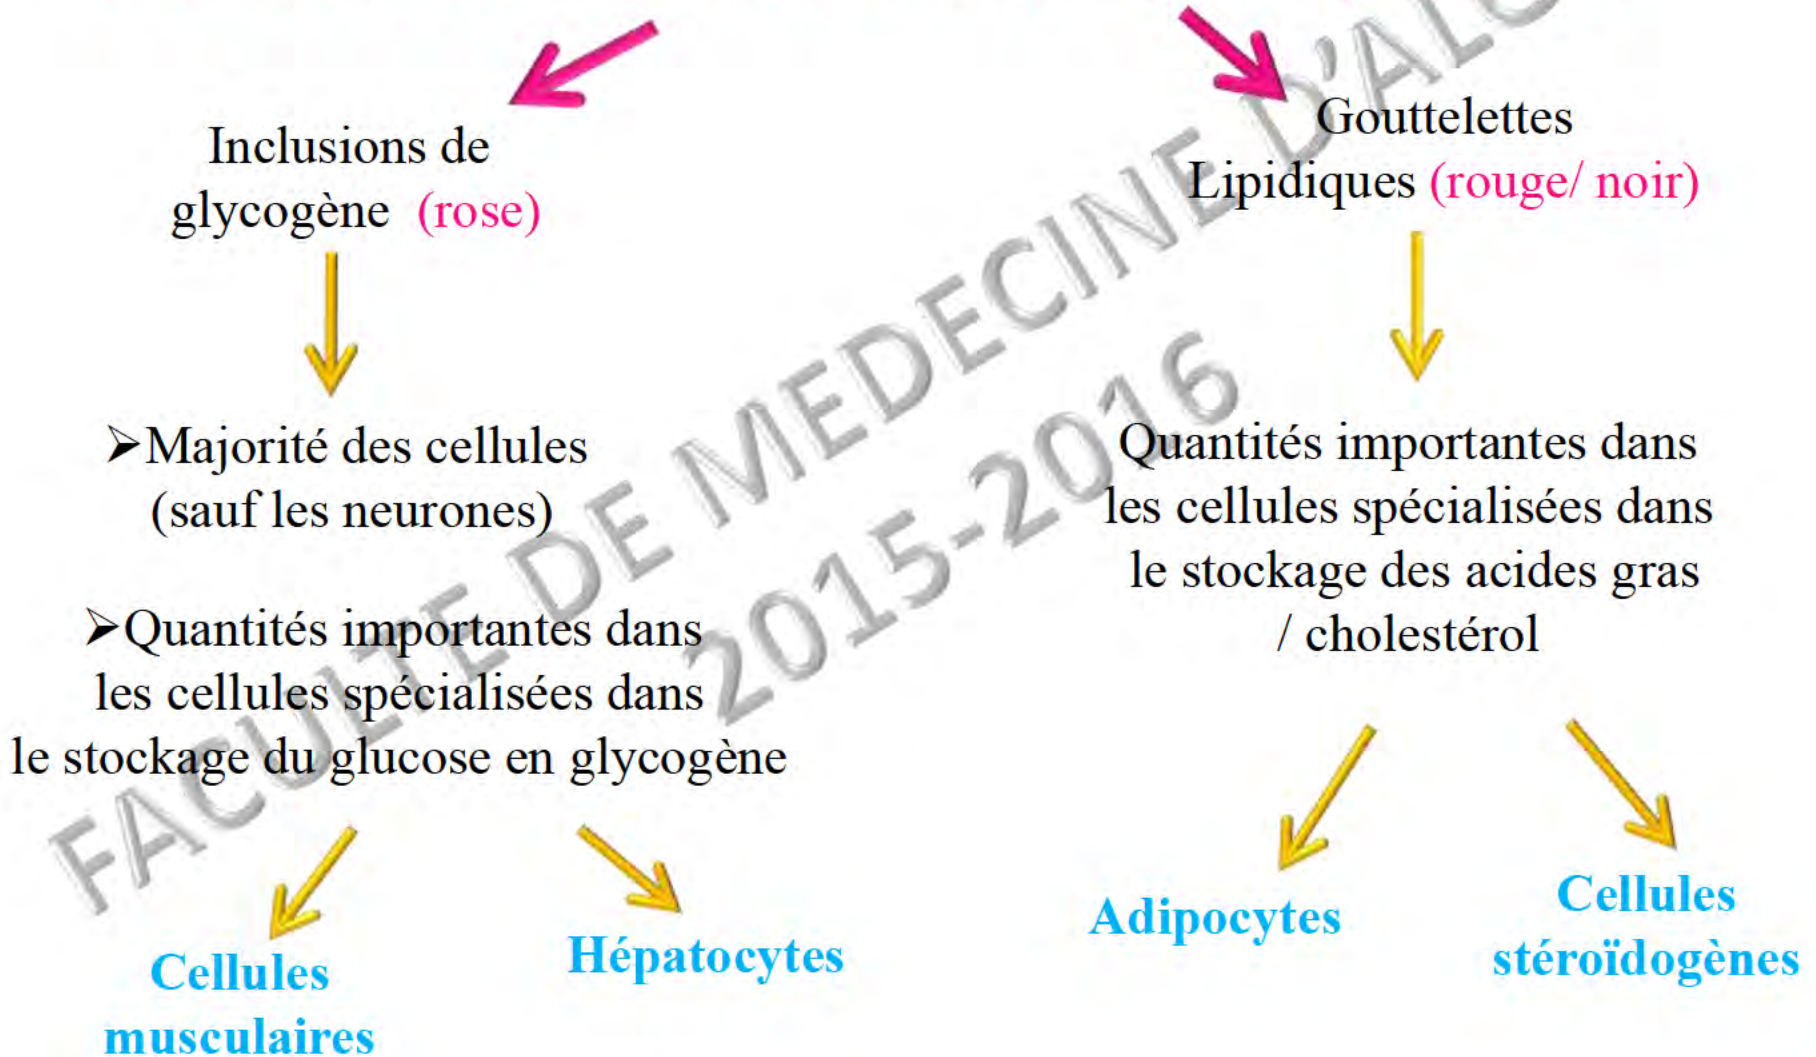 Inclusions de
glycogène (rose)
Gouttelettes
Lipidiques (rouge/ noir)
➢Majorité des cellules
(sauf les neurones)
➢Quantités importantes dans
les cellules spécialisées dans
le stockage du glucose en glycogène
Quantités importantes dans
les cellules spécialisées dans
le stockage des acides gras
/ cholestérol
Cellules
musculaires
Hépatocytes
Adipocytes
Cellules
stéroïdogènes
FACULTE DE MEDECINE
2015-2016